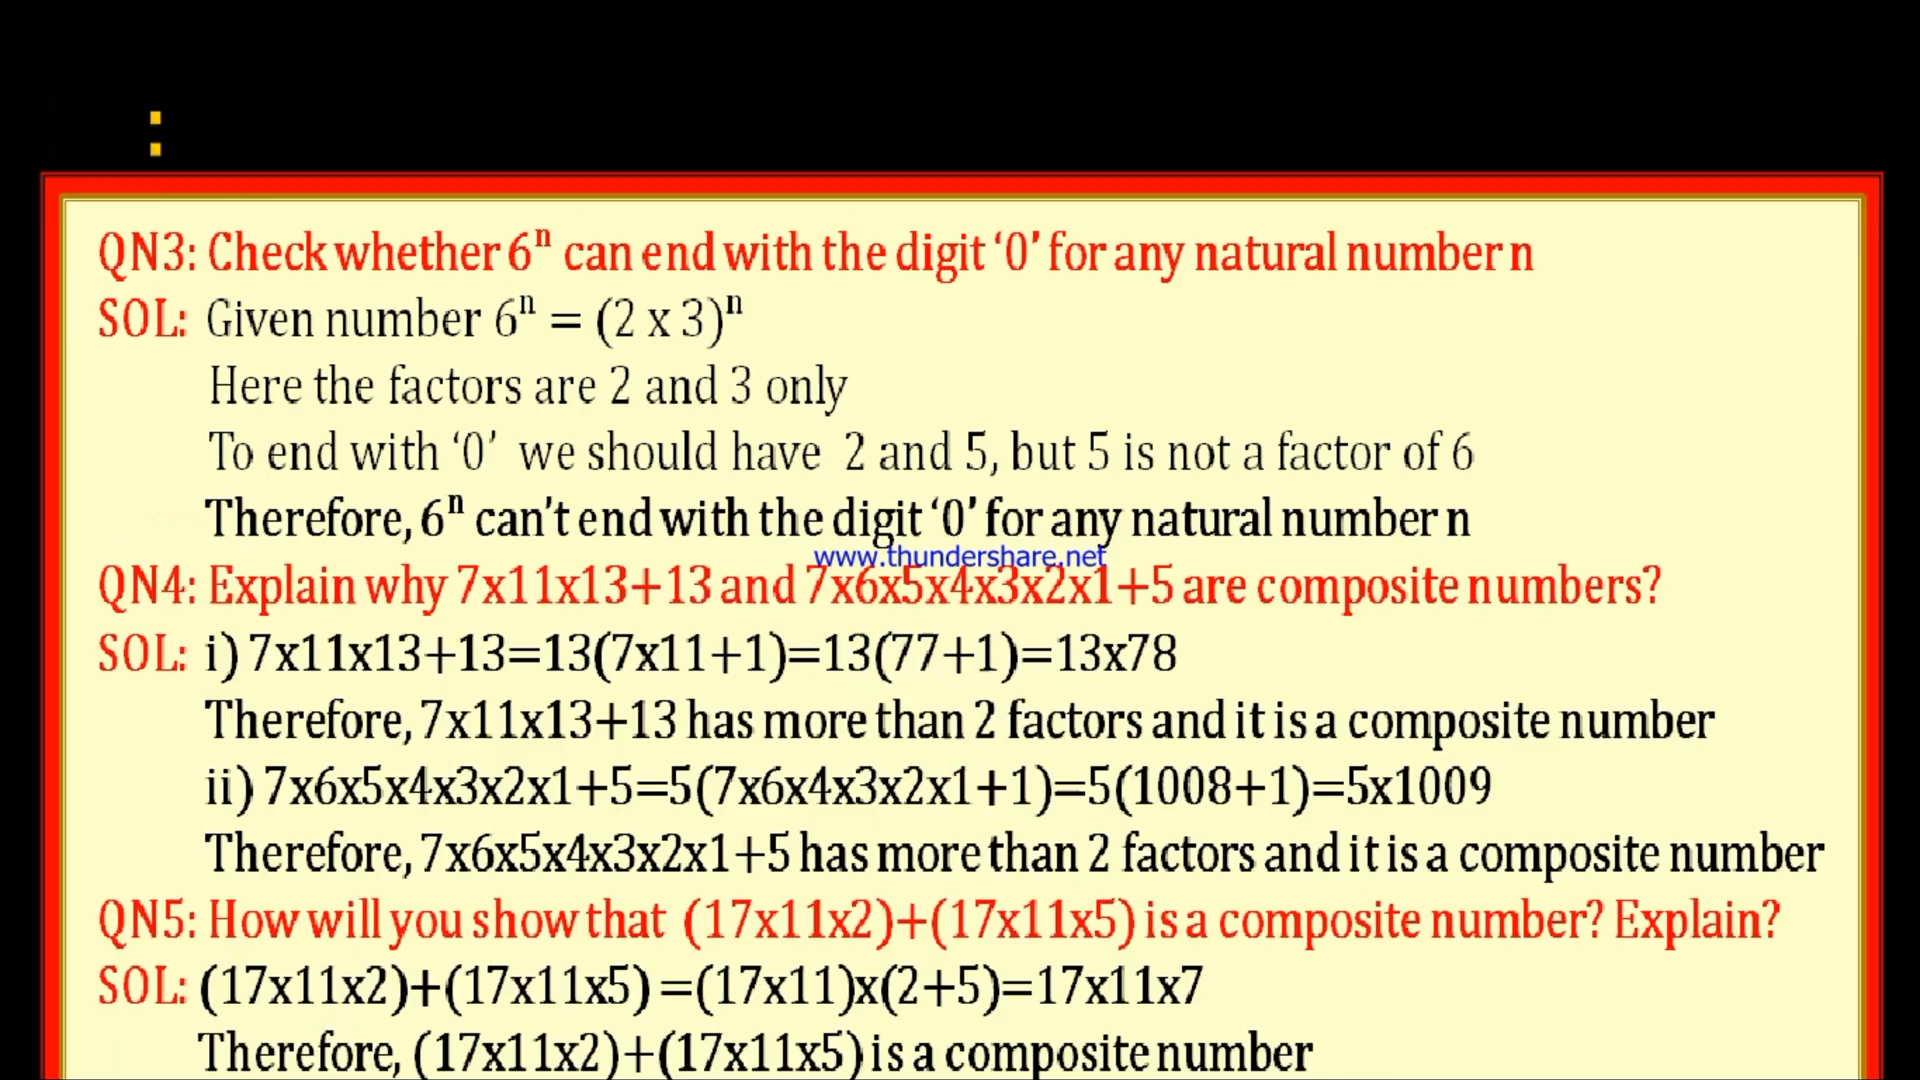 :
QN3: Check whether 6ⁿ can end with the digit ‘0’ for any natural number n
SOL: Given number 6ⁿ = (2 x 3)ⁿ
Here the factors are 2 and 3 only
To end with ‘0’ we should have 2 and 5, but 5 is not a factor of 6
Therefore, 6ⁿ can't end with the digit ‘0’ for any natural number n
www.thundershare.net
QN4: Explain why 7x11x13+13 and 7x6x5x4x3x2x1+5 are composite numbers?
SOL: i) 7x11x13+13=13(7x11+1)=13(77+1)=13x78
Therefore, 7x11x13+13 has more than 2 factors and it is a composite number
ii) 7x6x5x4x3x2x1+5=5(7x6x4x3x2x1+1)=5(1008+1)=5x1009
Therefore, 7x6x5x4x3x2x1+5 has more than 2 factors and it is a composite number
QN5: How will you show that (17x11x2)+(17x11x5) is a composite number? Explain?
SOL: (17x11x2)+(17x11x5) =(17x11)x(2+5)=17x11x7
Therefore, (17x11x2)+(17x11x5) is a composite number